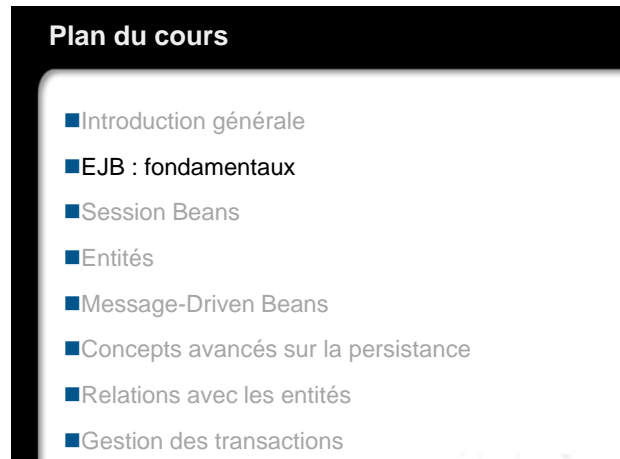 Plan du cours
Introduction générale
EJB : fondamentaux
Session Beans
Entités
Message-Driven Beans
Concepts avancés sur la persistance
Relations avec les entités
Gestion des transactions